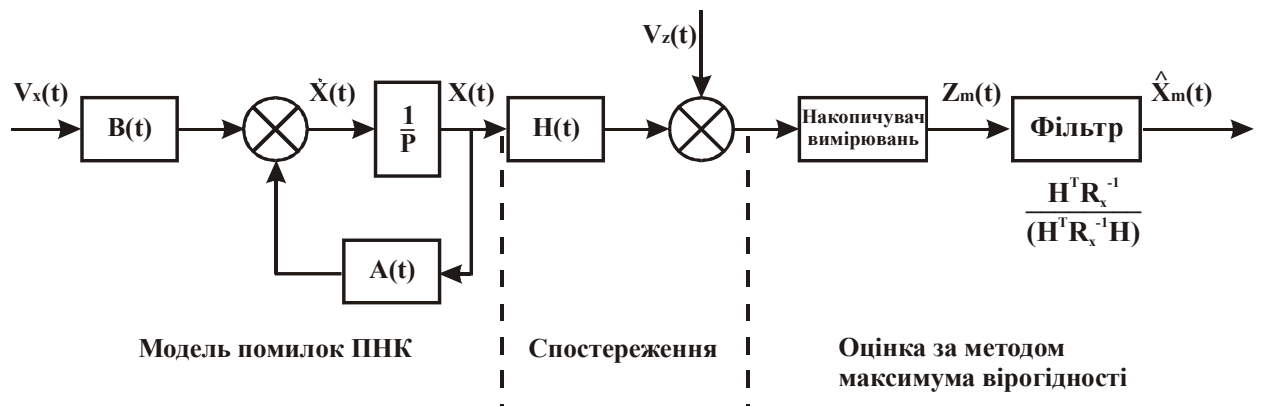 Vz(t)
Vx(t)
B(t)
Ẋ(t)
1
P
X(t)
H(t)
Накопичувач
вимірювань
Zm(t)
Фільтр
X̂m(t)
HᵀRx⁻¹
(HᵀRx⁻¹H)
A(t)
Модель помилок ПНК
Спостереження
Оцінка за методом
максимума вірогідності